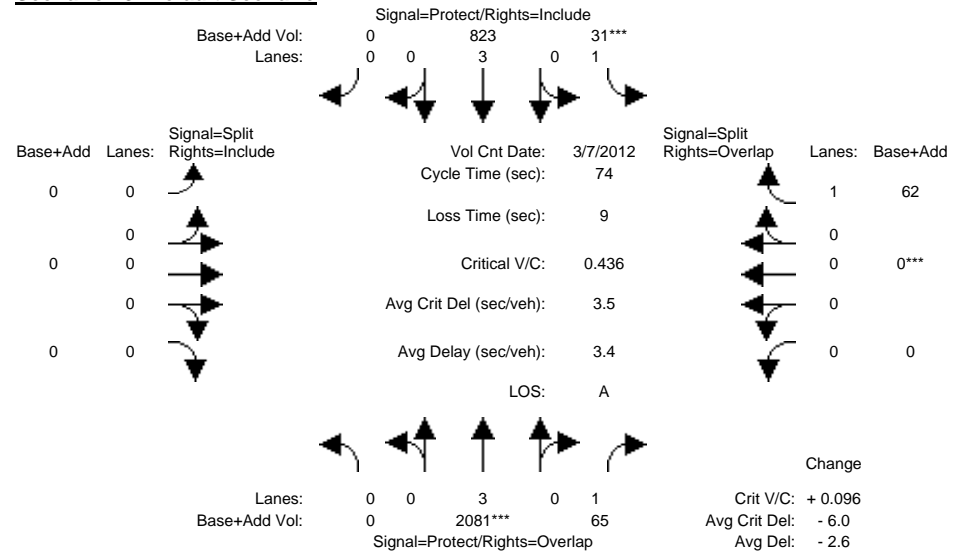 Signal=Protect/Rights=Include
Base+Add Vol: 0 823 31***
Lanes: 0 0 3 0 1
Signal=Split Signal=Split
Base+Add Lanes: Rights=Include Vol Cnt Date: 3/7/2012 Rights=Overlap Lanes: Base+Add
Cycle Time (sec): 74
0 0 1 62
Loss Time (sec): 9
0 0
0 0 Critical V/C: 0.436 0 0***
0 Avg Crit Del (sec/veh): 3.5 0
0 0 Avg Delay (sec/veh): 3.4 0 0
LOS: A
Change
Lanes: 0 0 3 0 1 Crit V/C: + 0.096
Base+Add Vol: 0 2081*** 65 Avg Crit Del: - 6.0
Signal=Protect/Rights=Overlap Avg Del: - 2.6